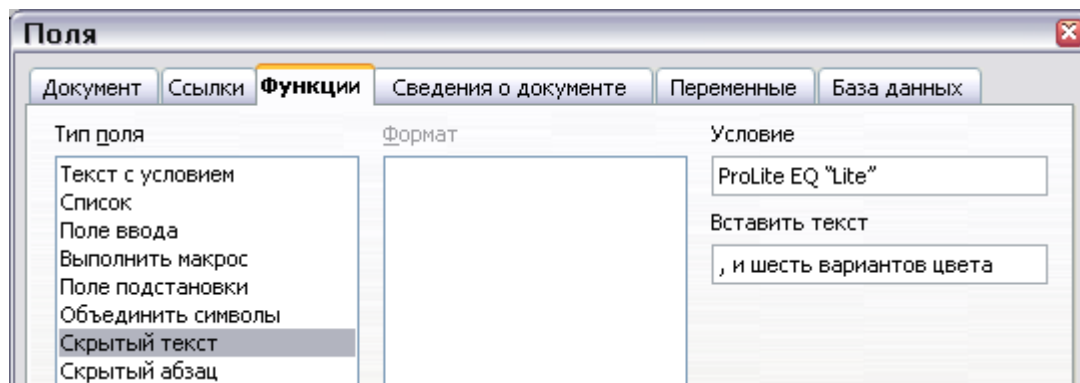 Поля
Документ Ссылки Функции Сведения о документе Переменные База данных
Тип поля
Текст с условием
Список
Поле ввода
Выполнить макрос
Поле подстановки
Объединить символы
Скрытый текст
Скрытый абзац
Формат
Условие
ProLite EQ "Lite"
Вставить текст
, и шесть вариантов цвета